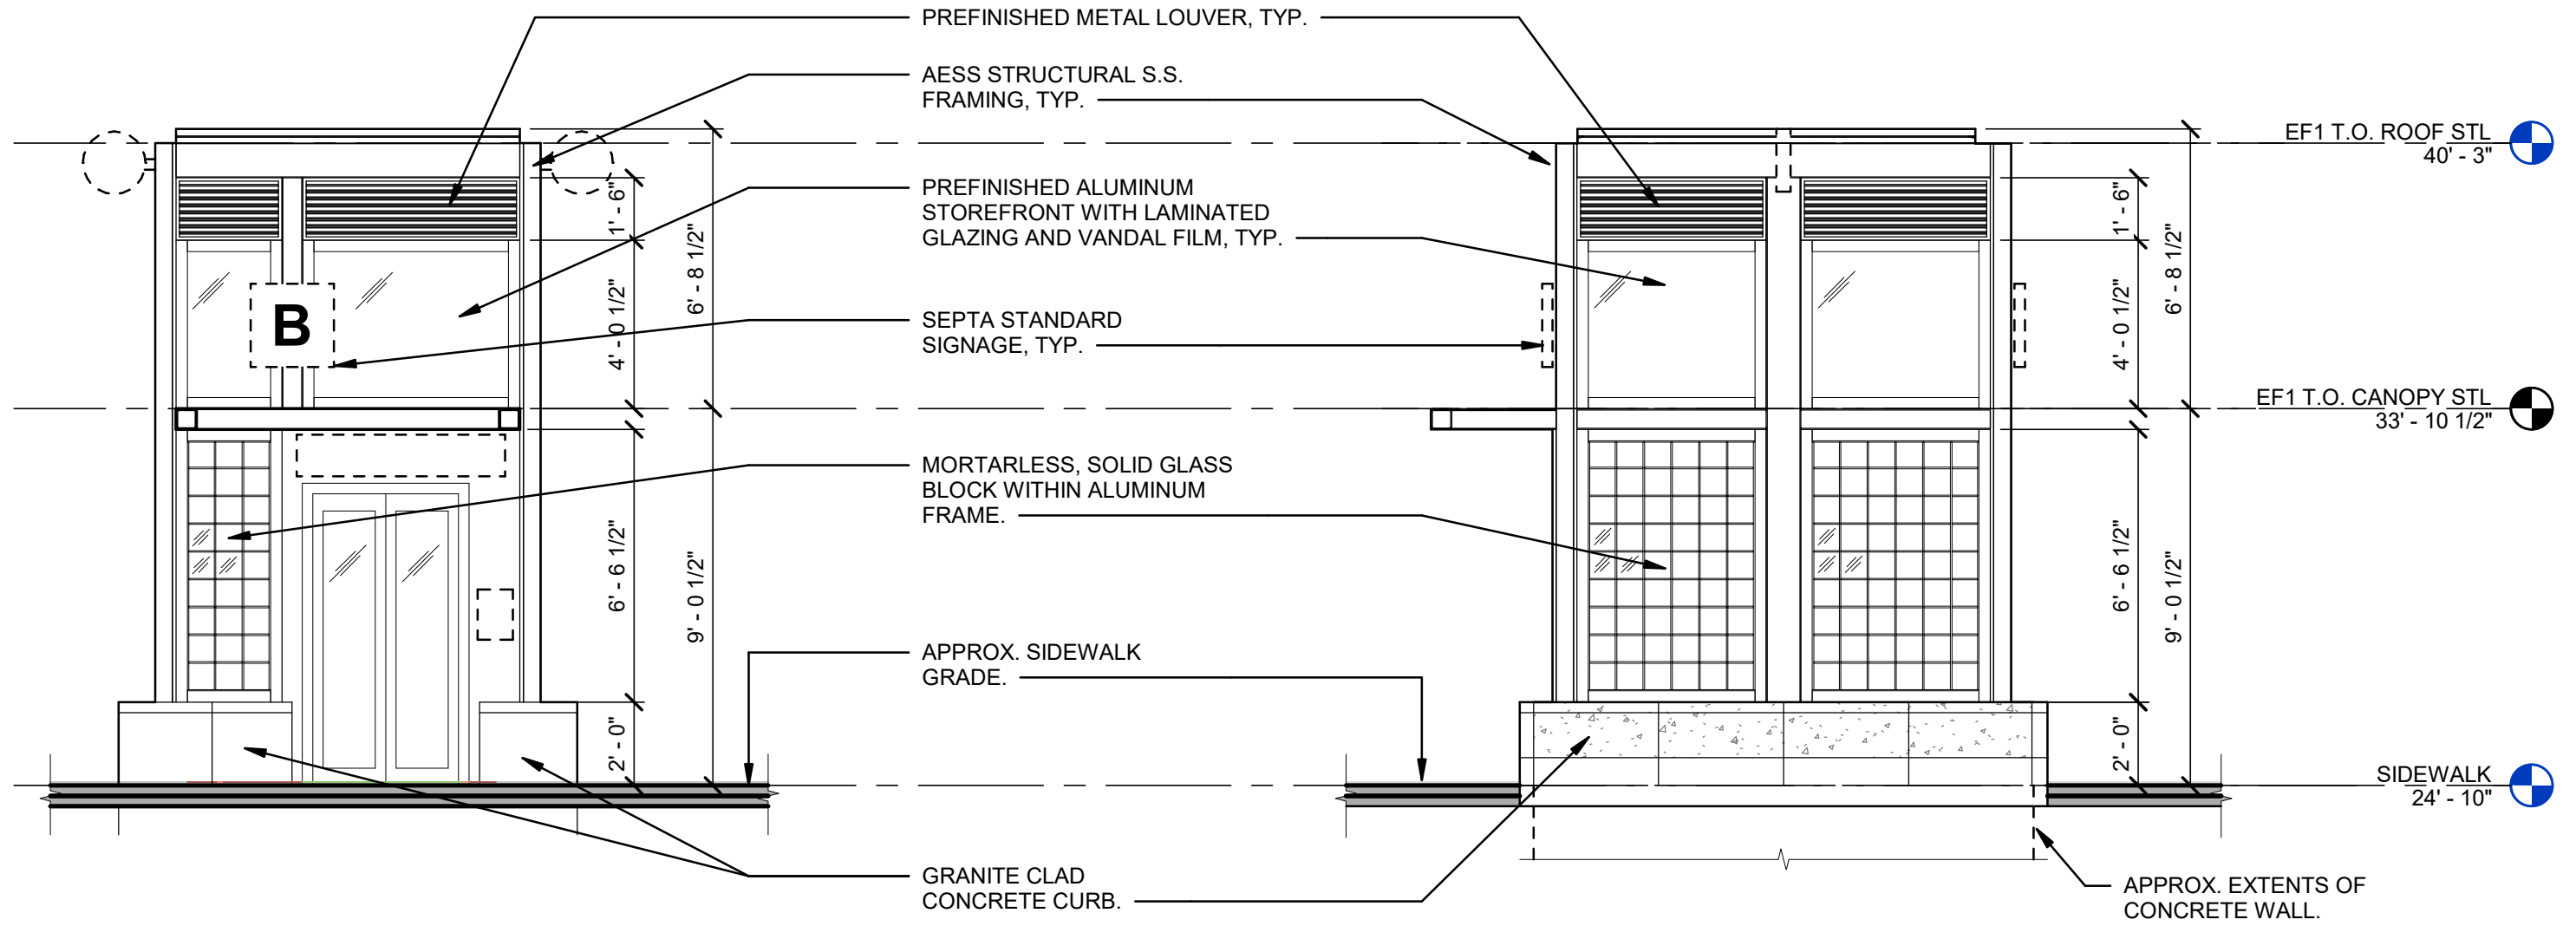 PREFINISHED METAL LOUVER, TYP.
AESS STRUCTURAL S.S.
FRAMING, TYP.
PREFINISHED ALUMINUM
STOREFRONT WITH LAMINATED
GLAZING AND VANDAL FILM, TYP.
SEPTA STANDARD
SIGNAGE, TYP.
MORTARLESS, SOLID GLASS
BLOCK WITHIN ALUMINUM
FRAME.
APPROX. SIDEWALK
GRADE.
GRANITE CLAD
CONCRETE CURB.
B
1' - 6"
4' - 0 1/2"
6' - 8 1/2"
6' - 6 1/2"
9' - 0 1/2"
2' - 0"
1' - 6"
4' - 0 1/2"
6' - 8 1/2"
6' - 6 1/2"
9' - 0 1/2"
2' - 0"
EF1 T.O. ROOF STL
40' - 3"
EF1 T.O. CANOPY STL
33' - 10 1/2"
SIDEWALK
24' - 10"
APPROX. EXTENTS OF
CONCRETE WALL.